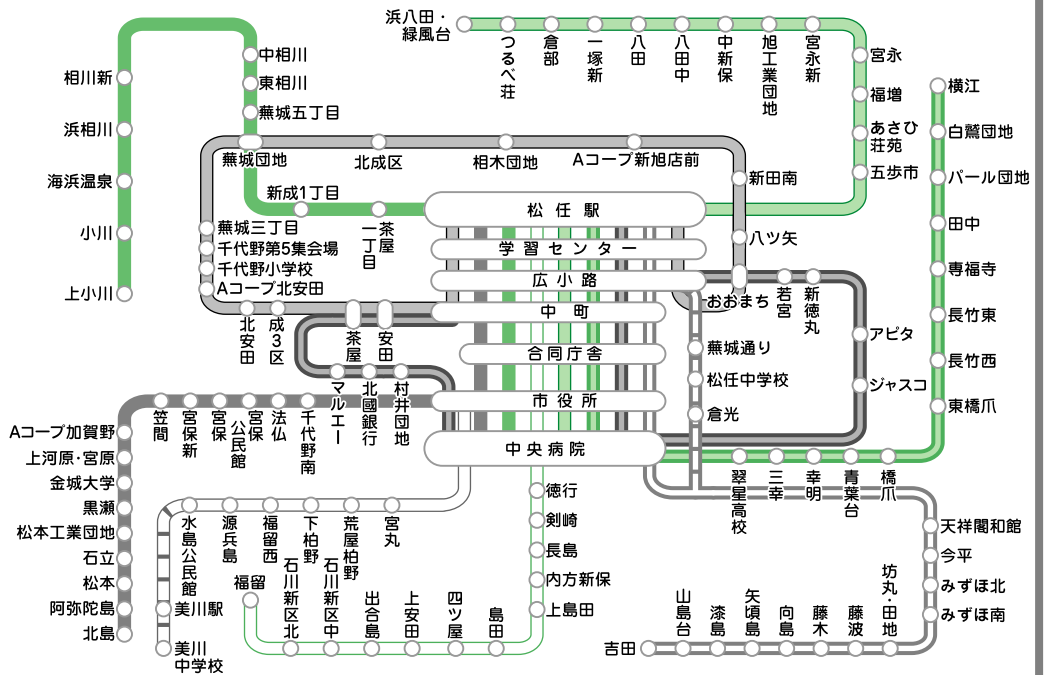 浜八田・
緑風台
つるべ荘
倉部
一塚新
八田
八田中
中新保
旭工業団地
宮永新
宮永
福増
あさひ
荘苑
五歩市
横江
白鷺団地
パール団地
田中
専福寺
長竹東
長竹西
東橋爪
橋爪
青葉台
幸明
三幸
翠星高校
相川新
浜相川
海浜温泉
小川
上小川
中相川
東相川
蕪城五丁目
蕪城団地
新成1丁目
茶屋
一丁目
北成区
相木団地
Aコープ新旭店前
新田南
八ツ矢
おおまち
若宮
新徳丸
アピタ
ジャスコ
蕪城三丁目
千代野第5集会場
千代野小学校
Aコープ北安田
北安田
成3区
茶屋
安田
マルエー
北國銀行
村井団地
松任駅
学習センター
広小路
中町
合同庁舎
市役所
中央病院
蕪城通り
松任中学校
倉光
笠間
宮保新
宮保
宮保
公民館
法仏
千代野南
Aコープ加賀野
上河原・宮原
金城大学
黒瀬
松本工業団地
石立
松本
阿弥陀島
北島
水島公民館
源兵島
福留西
下柏野
荒屋柏野
宮丸
美川駅
美川
中学校
福留
石川新区北
石川新区中
出合島
上安田
四ツ屋
島田
徳行
剣崎
長島
内方新保
上島田
天祥閣和館
今平
みずほ北
みずほ南
坊丸・田地
藤波
藤木
向島
矢頃島
漆島
山島台
吉田